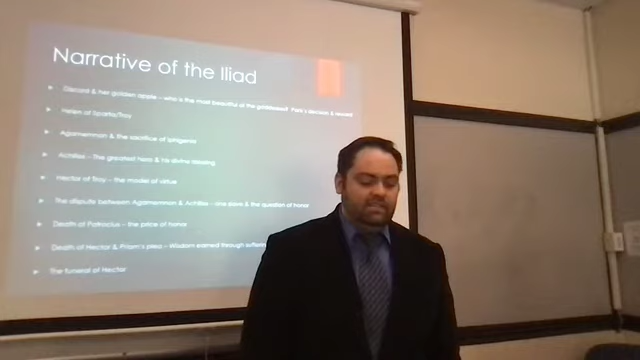 Narrative of the Iliad
Discord & her golden apple – who is the most beautiful of the goddesses? Paris's decision & reward
Helen of Sparta/Troy
Agamemnon & the sacrifice of Iphigenia
Achilles – The greatest hero & his divine blessing
Hector of Troy – the model of virtue
The dispute between Agamemnon & Achilles – one slave & the question of honor
Death of Patroclus – the price of honor
Death of Hector & Priam's plea – Wisdom earned through
The funeral of Hector